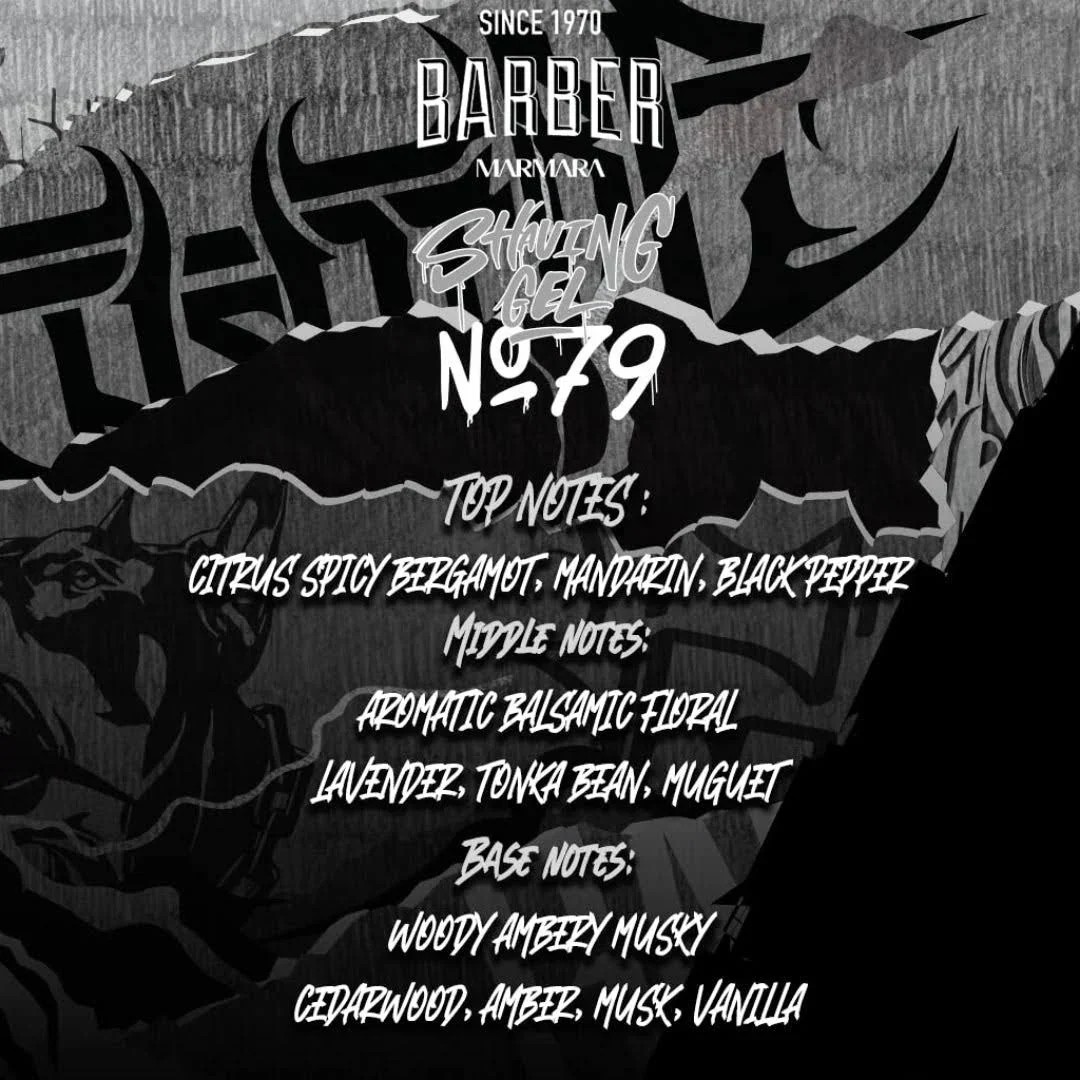 SINCE 1970
BARBER
MARMARA
SHAVING
GEL
Nº79
TOP NOTES :
CITRUS SPICY BERGAMOT, MANDARIN, BLACK PEPPER
MIDDLE NOTES:
AROMATIC BALSAMIC FLORAL
LAVENDER, TONKA BEAN, MUGUET
BASE NOTES:
WOODY AMBERY MUSKY
CEDARWOOD, AMBER, MUSK, VANILLA